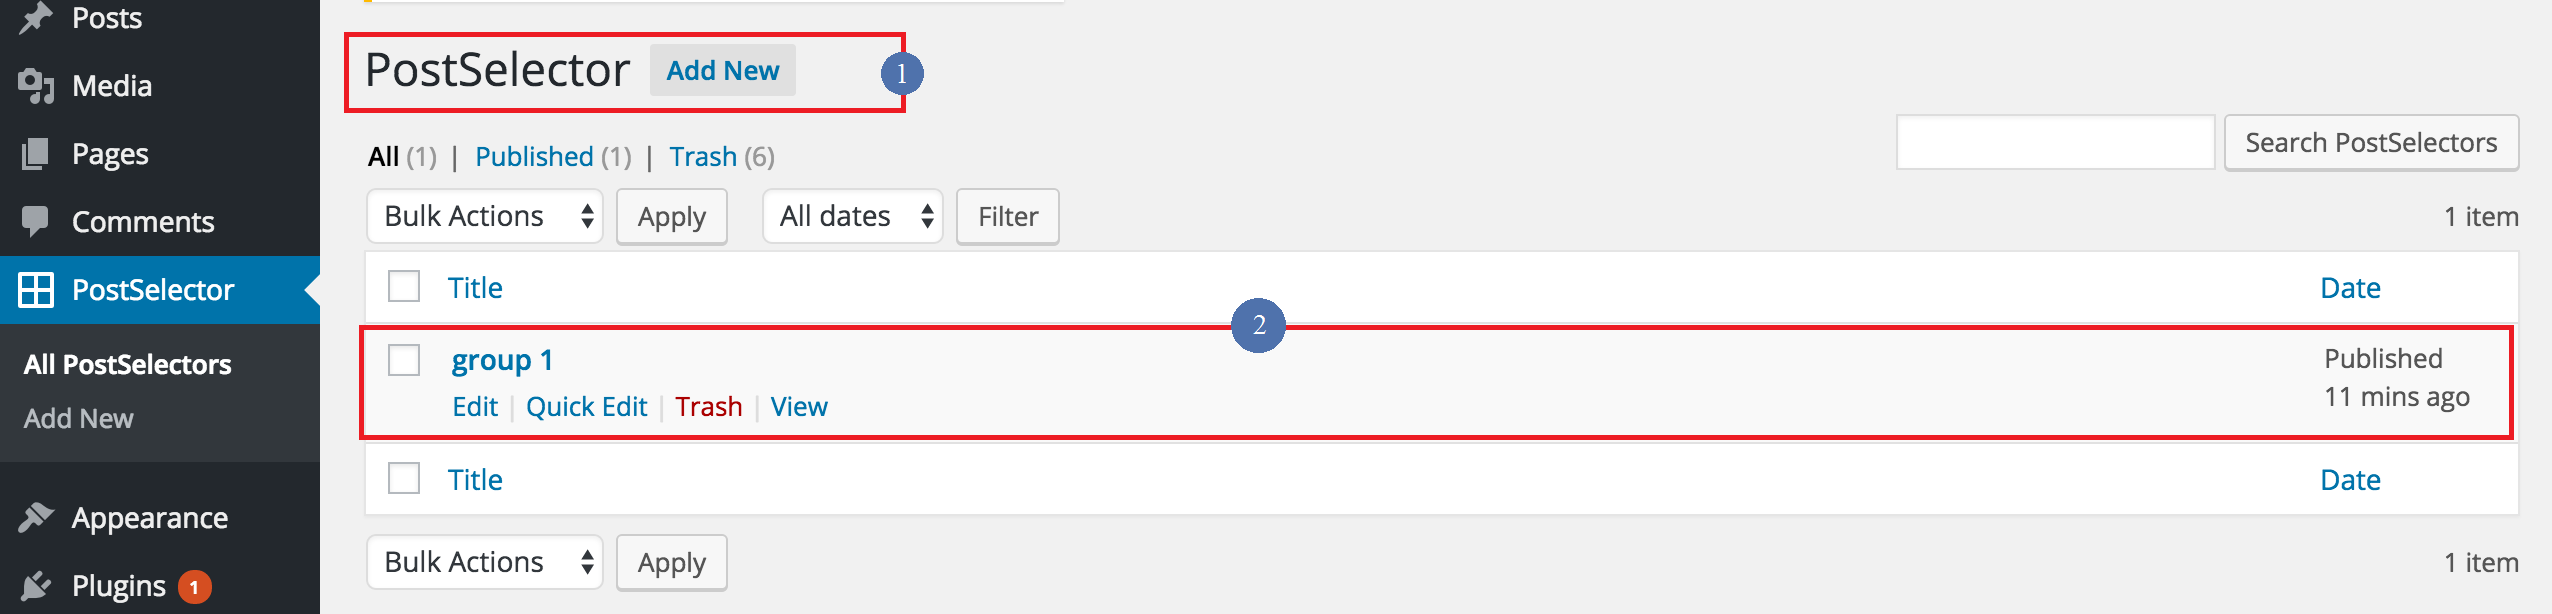 Posts
Media
Pages
Comments
PostSelector
All PostSelectors
Add New
Appearance
Plugins 1
PostSelector Add New 1
All (1) | Published (1) | Trash (6)
Search PostSelectors
Bulk Actions Apply All dates Filter 1 item
Title Date
2
group 1 Published
Edit | Quick Edit | Trash | View 11 mins ago
Title Date
Bulk Actions Apply 1 item